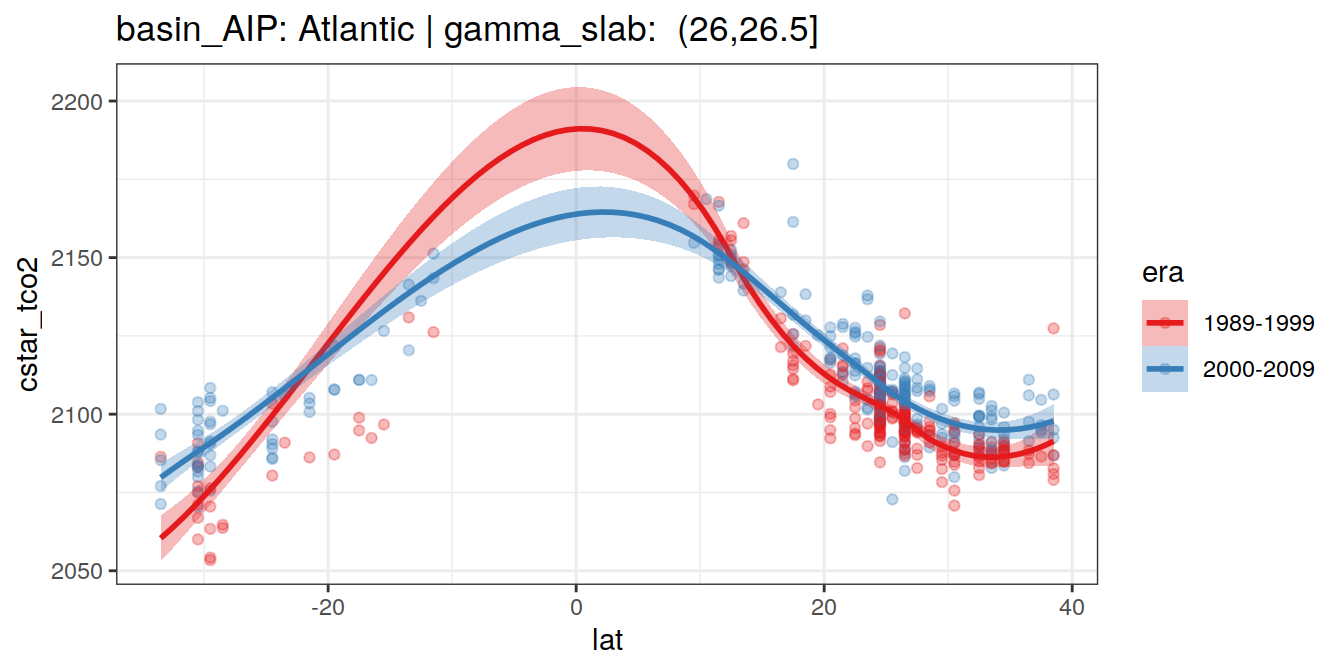 basin_AIP: Atlantic | gamma_slab:  (26,26.5]
2200
2150
2100
2050
cstar_tco2
-20
0
20
40
lat
era
1989-1999
2000-2009